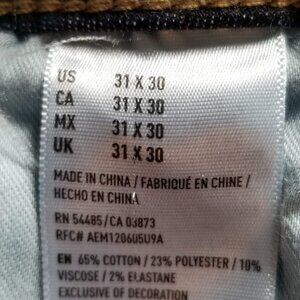 US 31 X 30
CA 31 X 30
MX 31 X 30
UK 31 X 30
MADE IN CHINA / FABRIQUÉ EN CHINE /
HECHO EN CHINA
RN 54485/CA 03873
RFC# AEM120605U9A
EN 65% COTTON / 23% POLYESTER / 10%
VISCOSE / 2% ELASTANE
EXCLUSIVE OF DECORATION